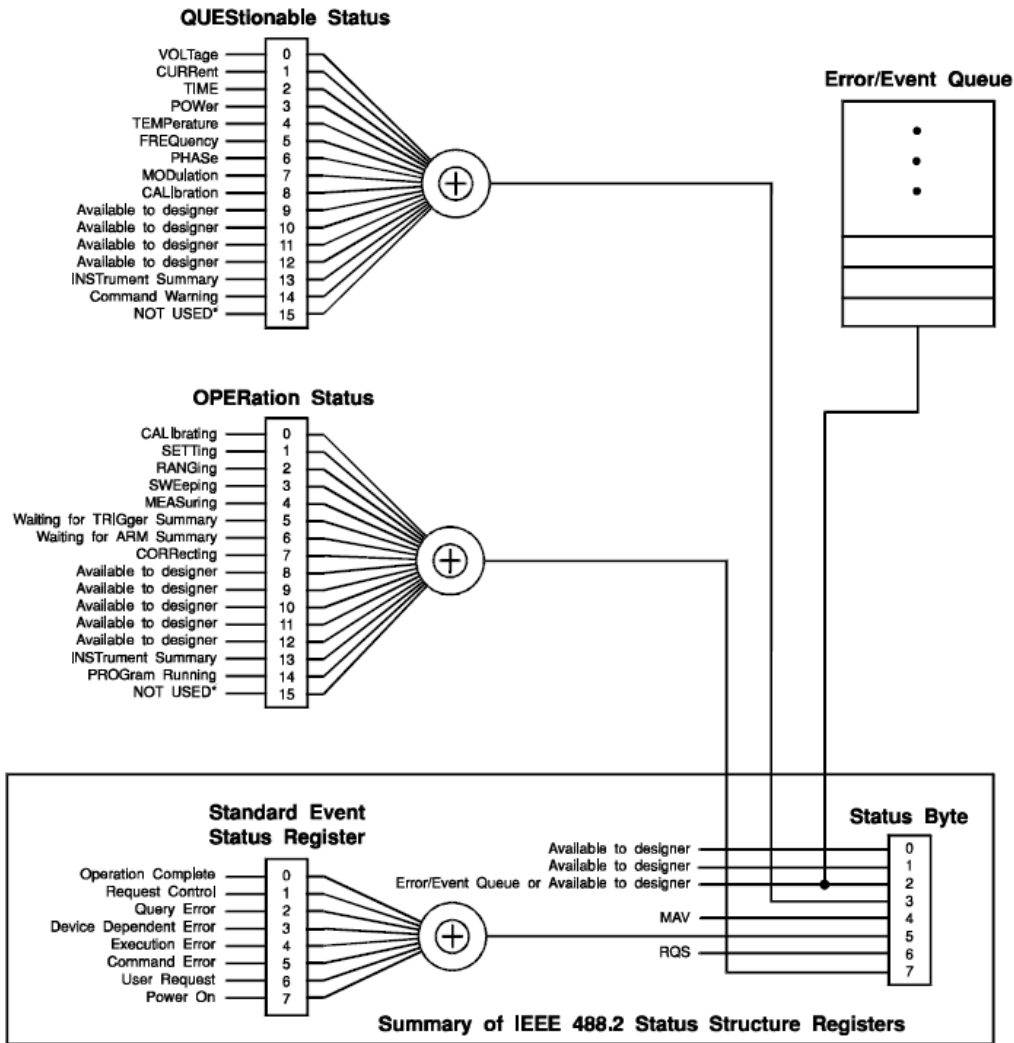 QUEStionable Status
VOLTage 0
CURRent 1
TIME 2
POWer 3
TEMPerature 4
FREQuency 5
PHASe 6
MODulation 7
CALIbration 8
Available to designer 9
Available to designer 10
Available to designer 11
Available to designer 12
INSTrument Summary 13
Command Warning 14
NOT USED* 15
Error/Event Queue
OPERation Status
CALIbrating 0
SETTing 1
RANGing 2
SWEeping 3
MEASuring 4
Waiting for TRIGger Summary 5
Waiting for ARM Summary 6
CORRecting 7
Available to designer 8
Available to designer 9
Available to designer 10
Available to designer 11
Available to designer 12
INSTrument Summary 13
PROGram Running 14
NOT USED* 15
Standard Event
Status Register
Operation Complete 0
Request Control 1
Query Error 2
Device Dependent Error 3
Execution Error 4
Command Error 5
User Request 6
Power On 7
Status Byte
Available to designer 0
Available to designer 1
Error/Event Queue or Available to designer 2
3
MAV 4
5
RQS 6
7
Summary of IEEE 488.2 Status Structure Registers